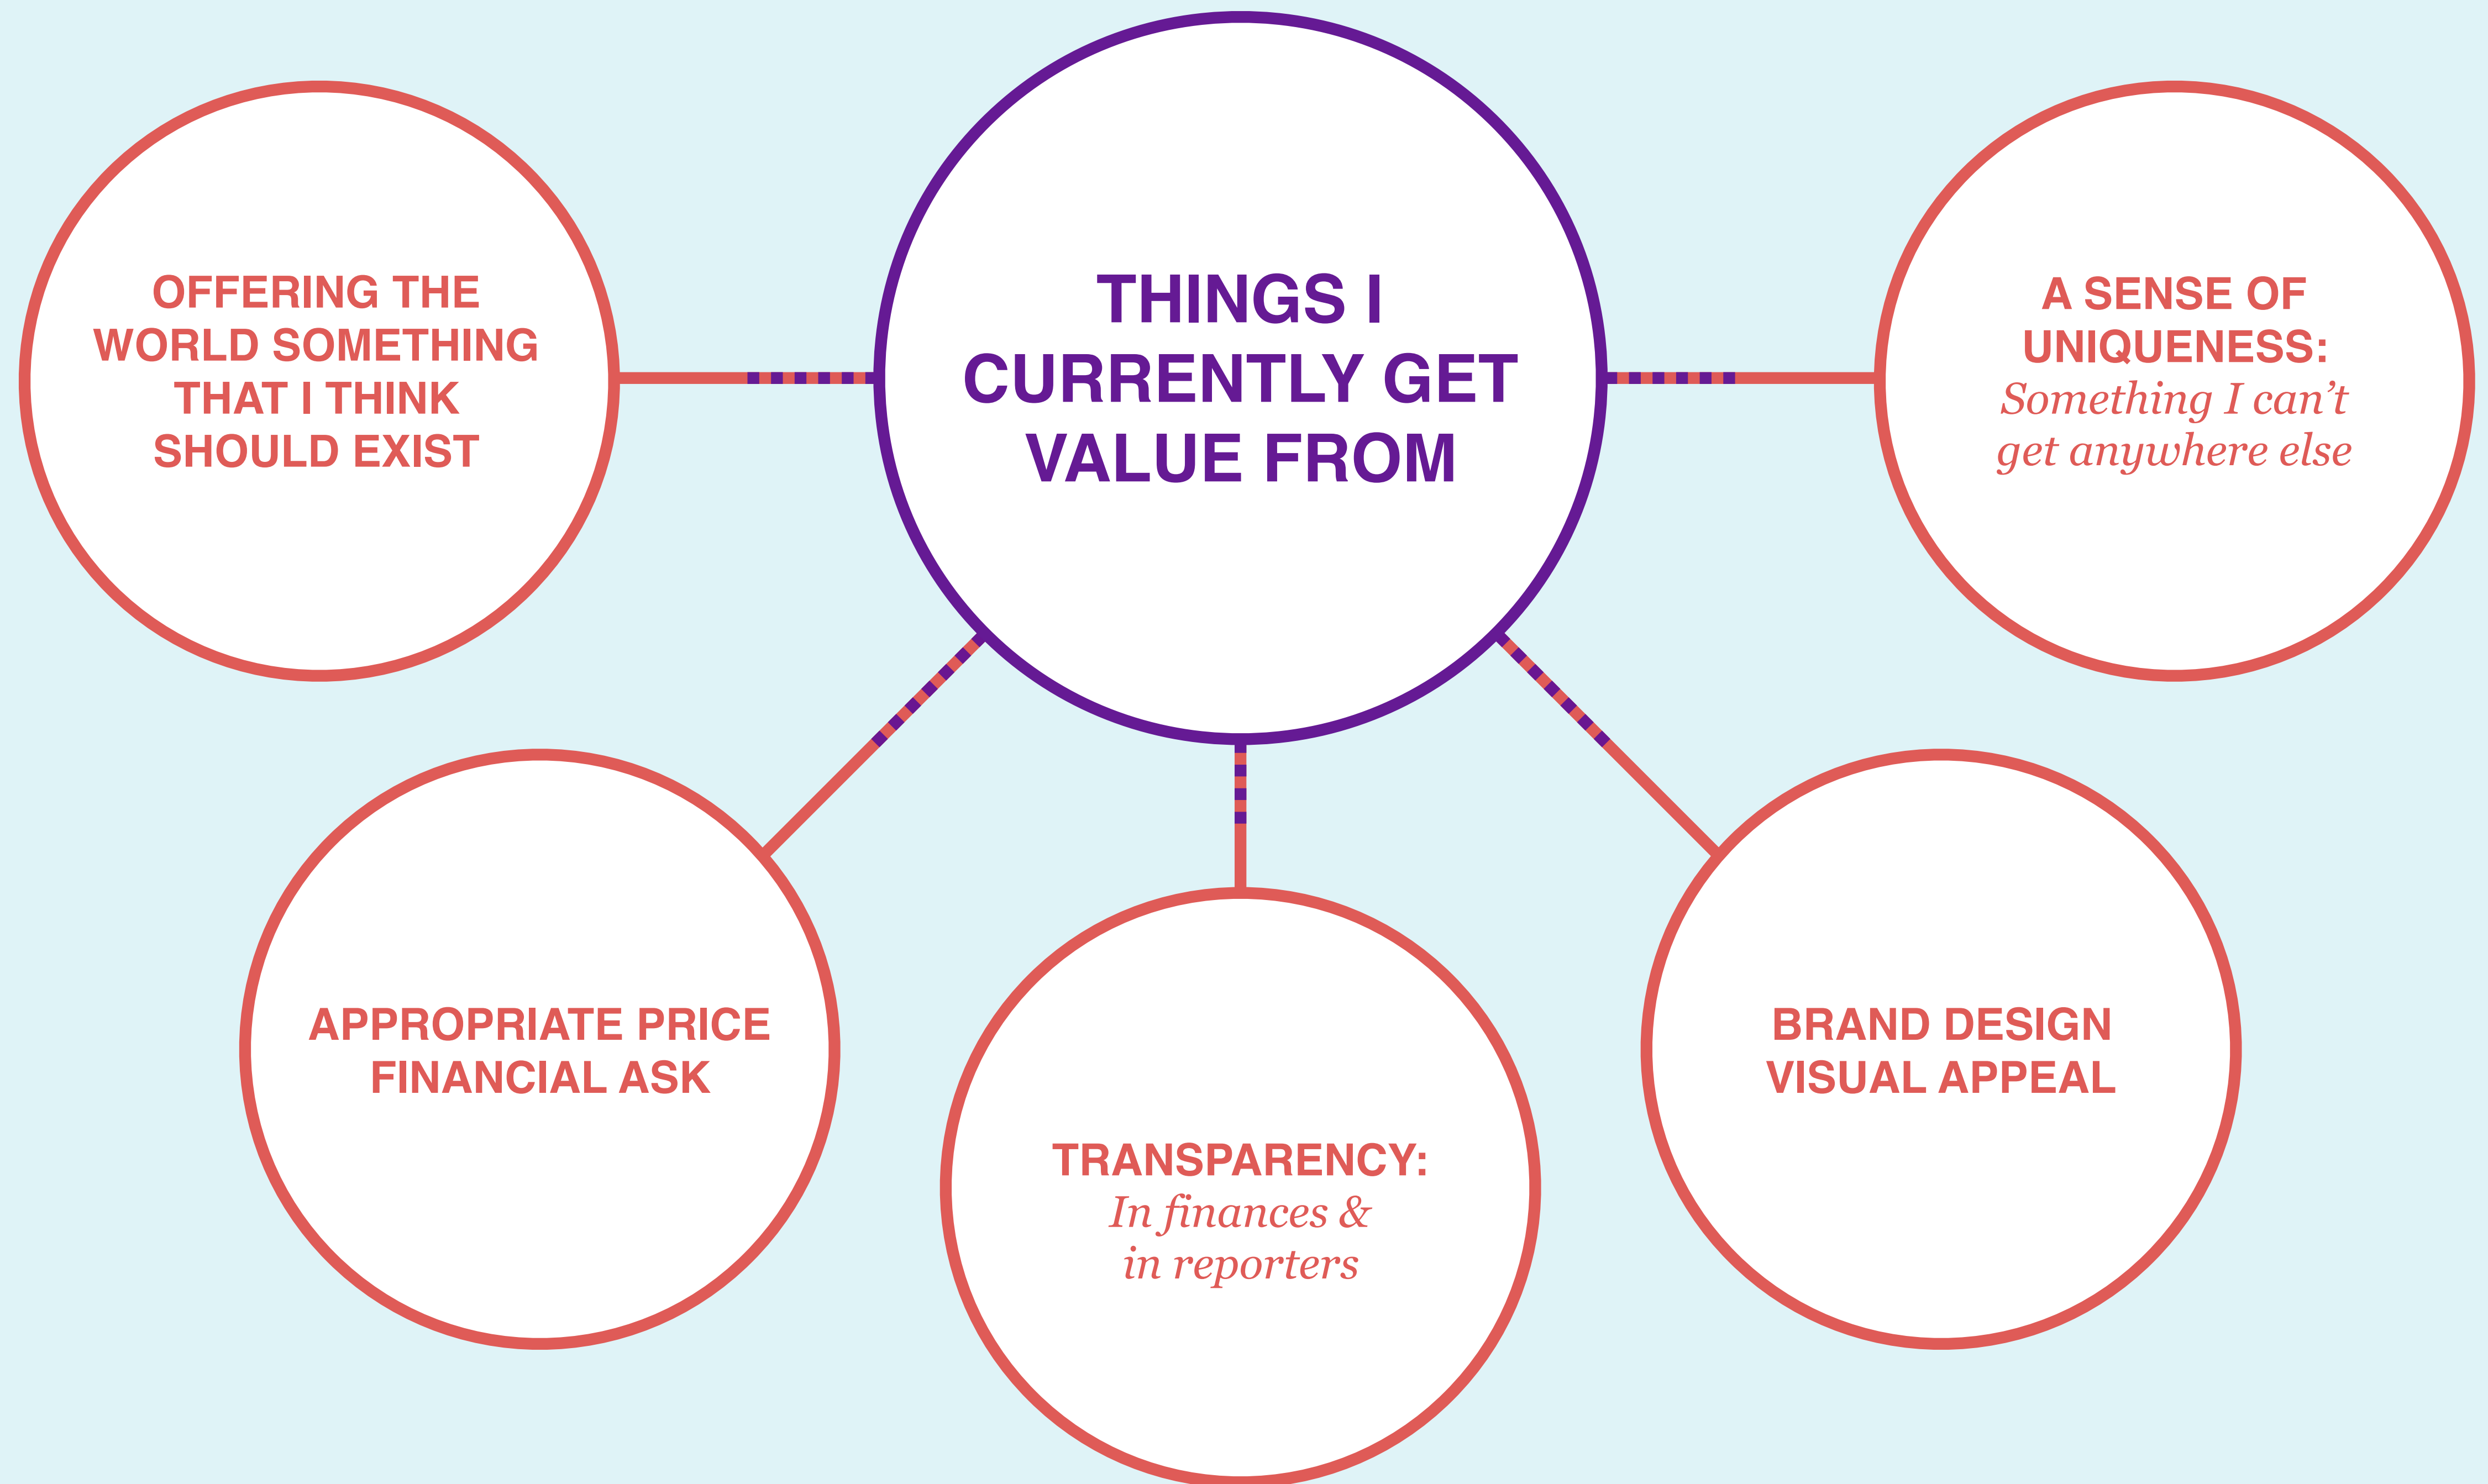 OFFERING THE
WORLD SOMETHING
THAT I THINK
SHOULD EXIST
THINGS I
CURRENTLY GET
VALUE FROM
A SENSE OF
UNIQUENESS:
Something I can't
get anywhere else
APPROPRIATE PRICE
FINANCIAL ASK
TRANSPARENCY:
In finances &
in reporters
BRAND DESIGN
VISUAL APPEAL